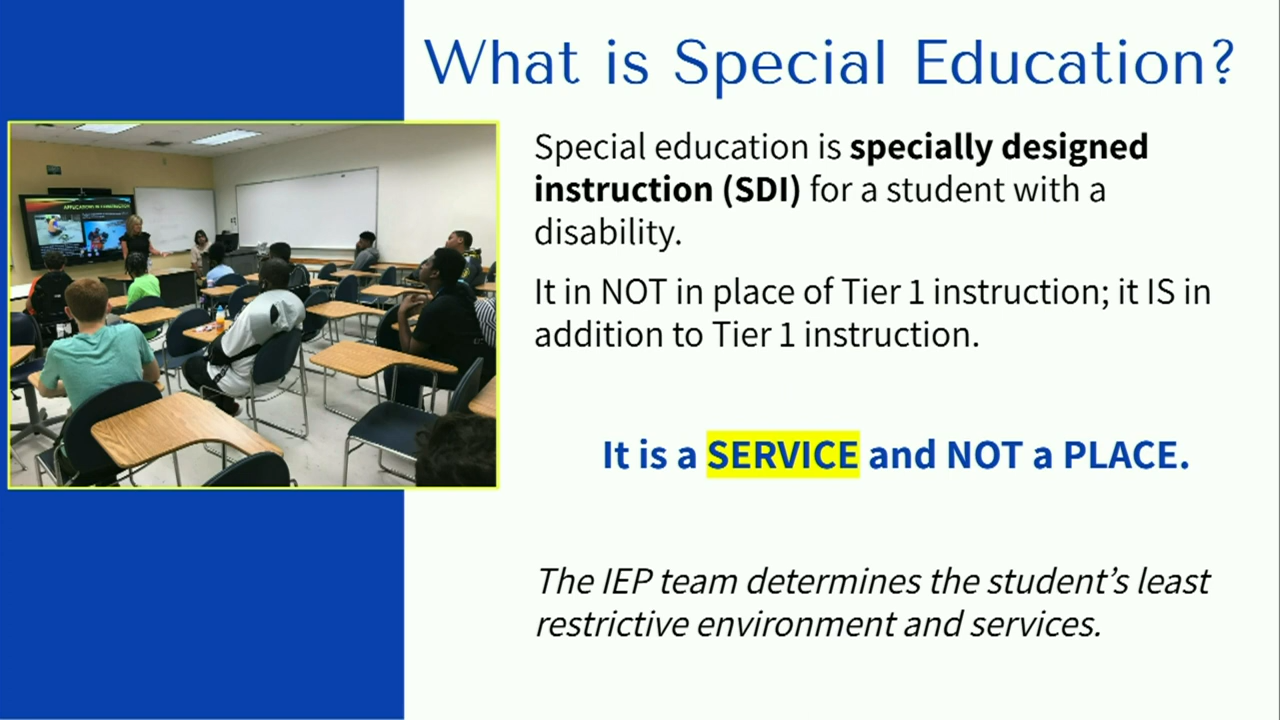 What is Special Education?
APPLICATIONS IN
Special education is specially designed
instruction (SDI) for a student with a
disability.
It in NOT in place of Tier 1 instruction; it IS in
addition to Tier 1 instruction.
It is a SERVICE and NOT a PLACE.
The IEP team determines the student’s least
restrictive environment and services.